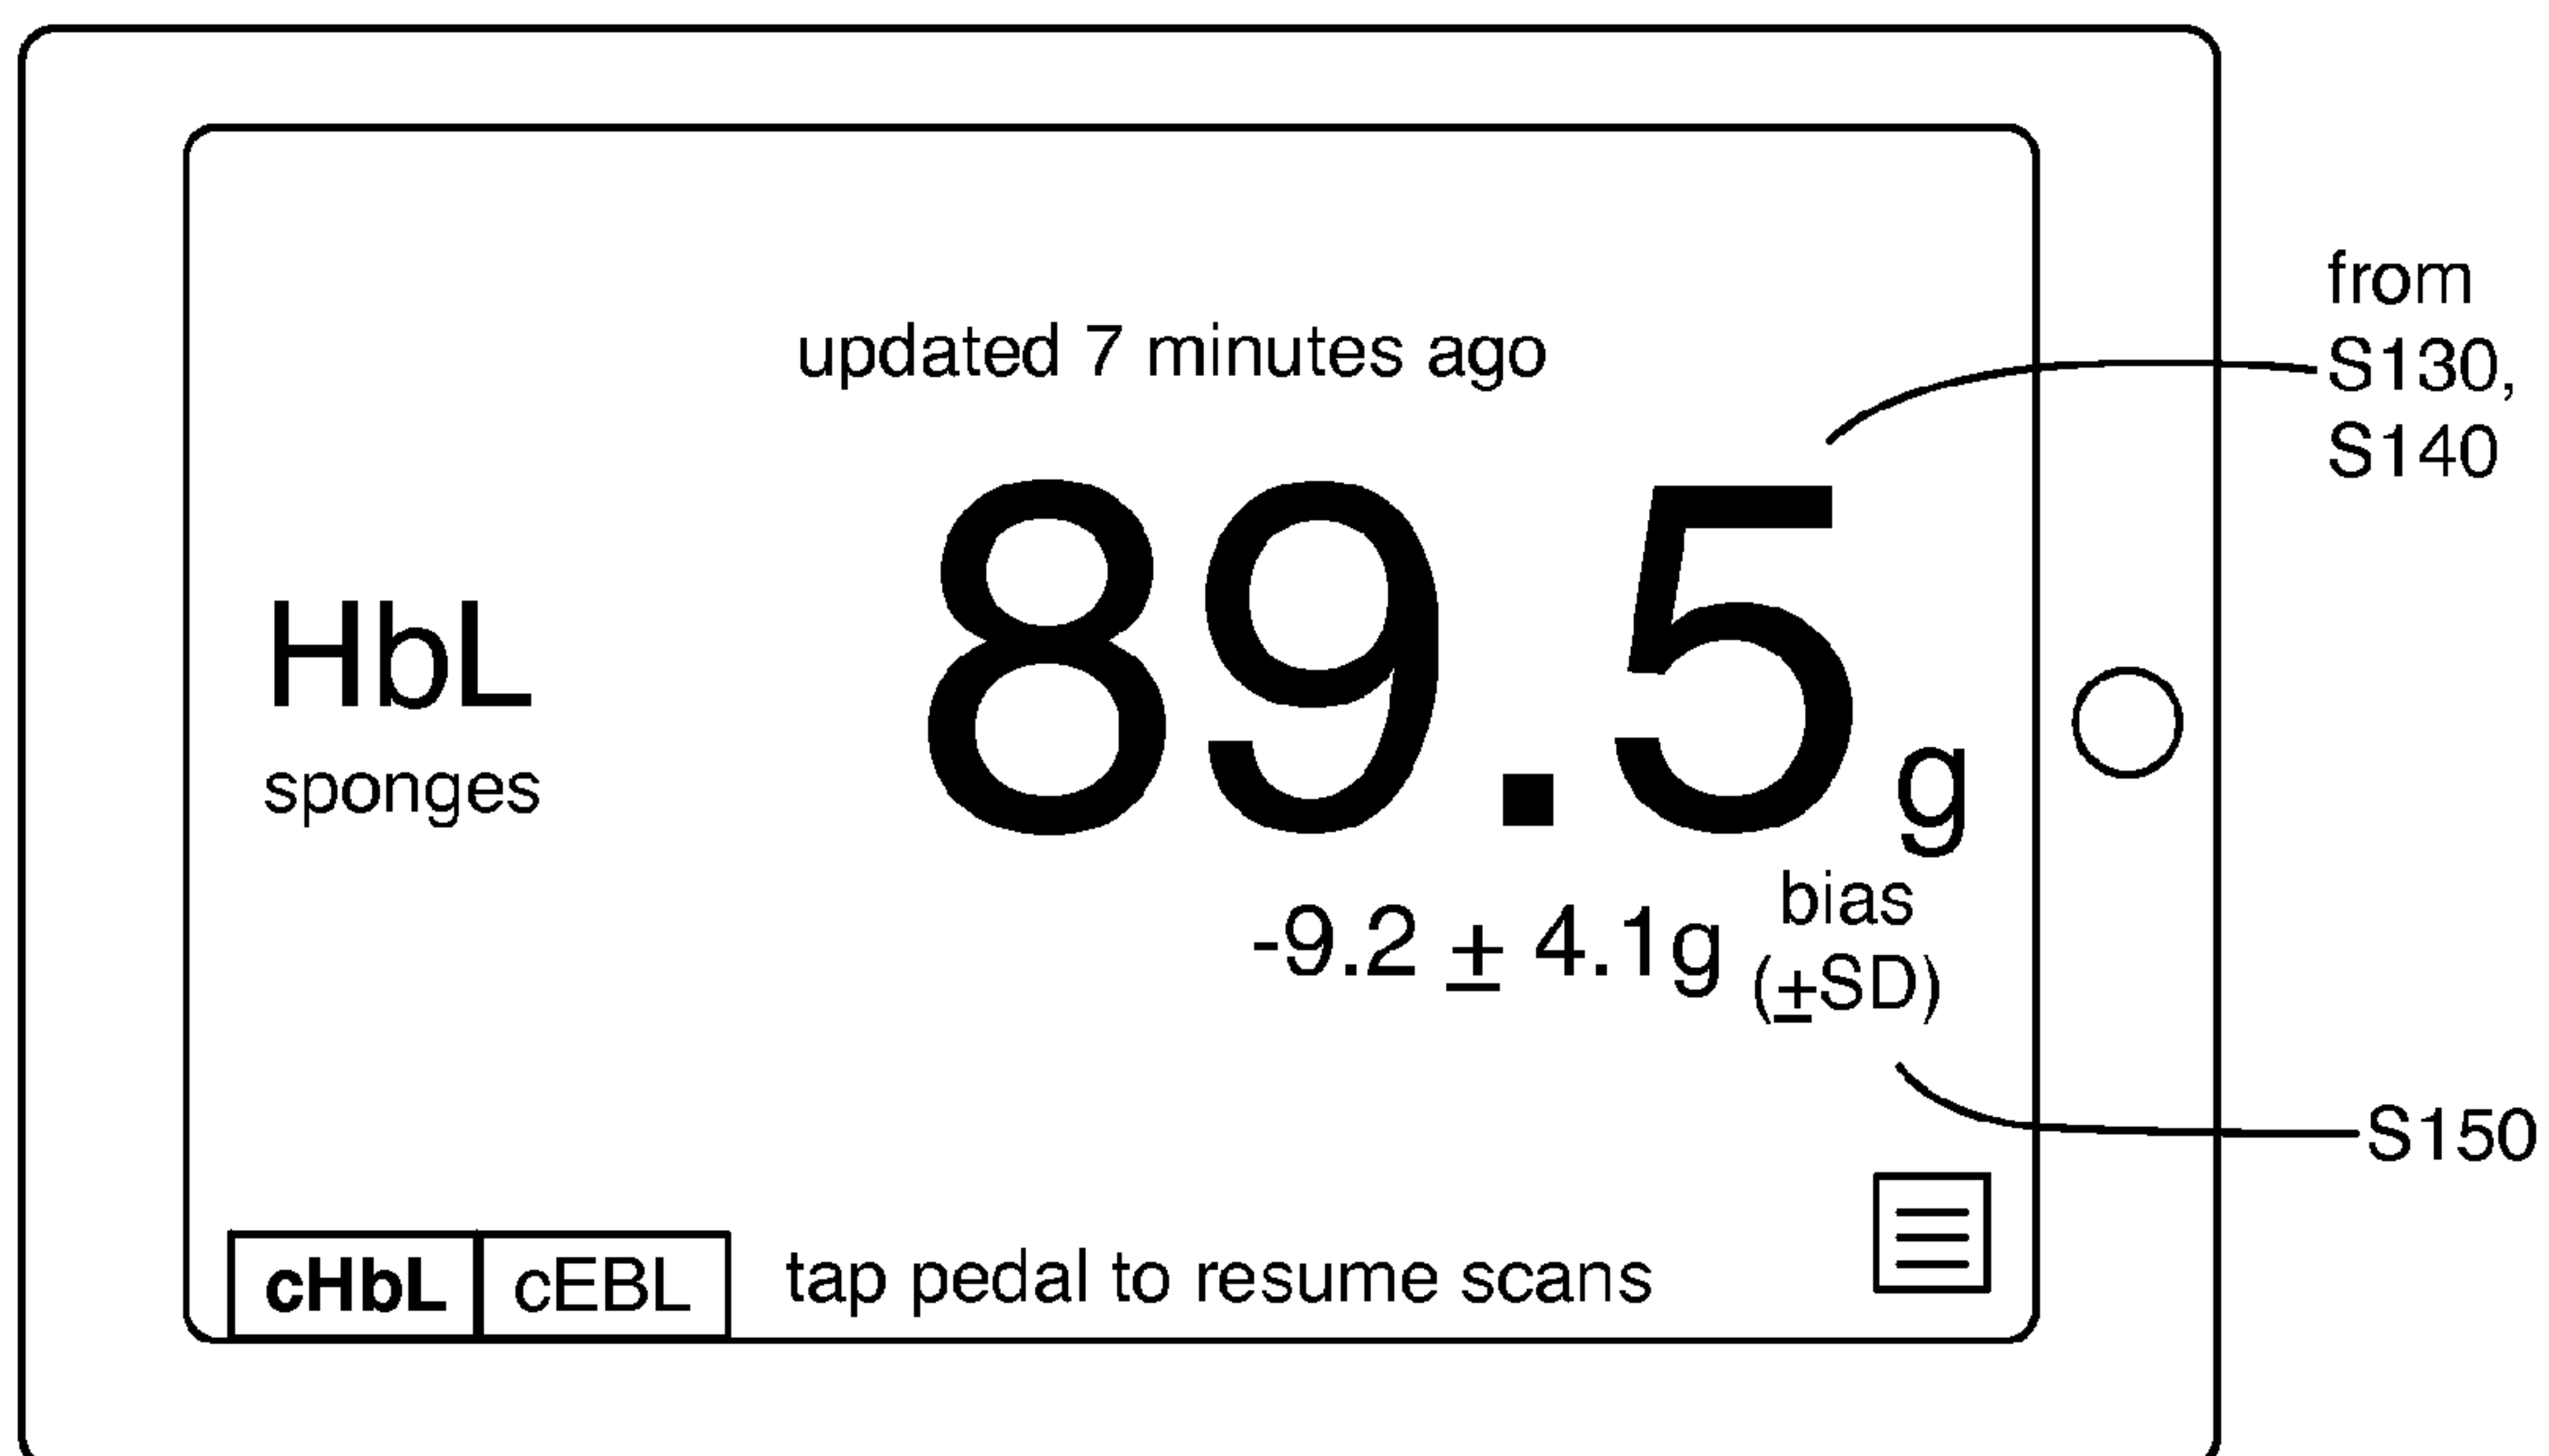 updated 7 minutes ago
from
S130,
S140
HbL
sponges
89.5 g
-9.2 ± 4.1g
bias
(±SD)
S150
cHbL
cEBL
tap pedal to resume scans